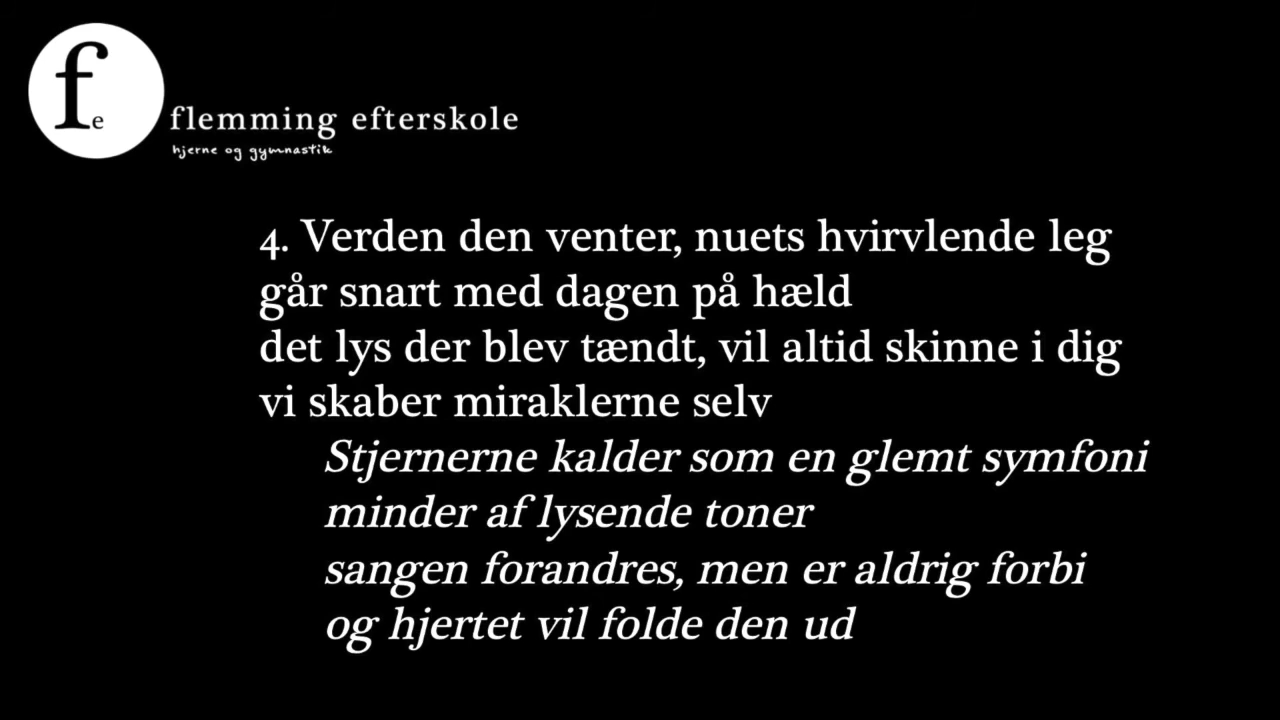 fe
flemming efterskole
hjerne og gymnastik
4. Verden den venter, nuets hvirvlende leg
går snart med dagen på hæld
det lys der blev tændt, vil altid skinne i dig
vi skaber miraklerne selv
Stjernerne kalder som en glemt symfoni
minder af lysende toner
sangen forandres, men er aldrig forbi
og hjertet vil folde den ud